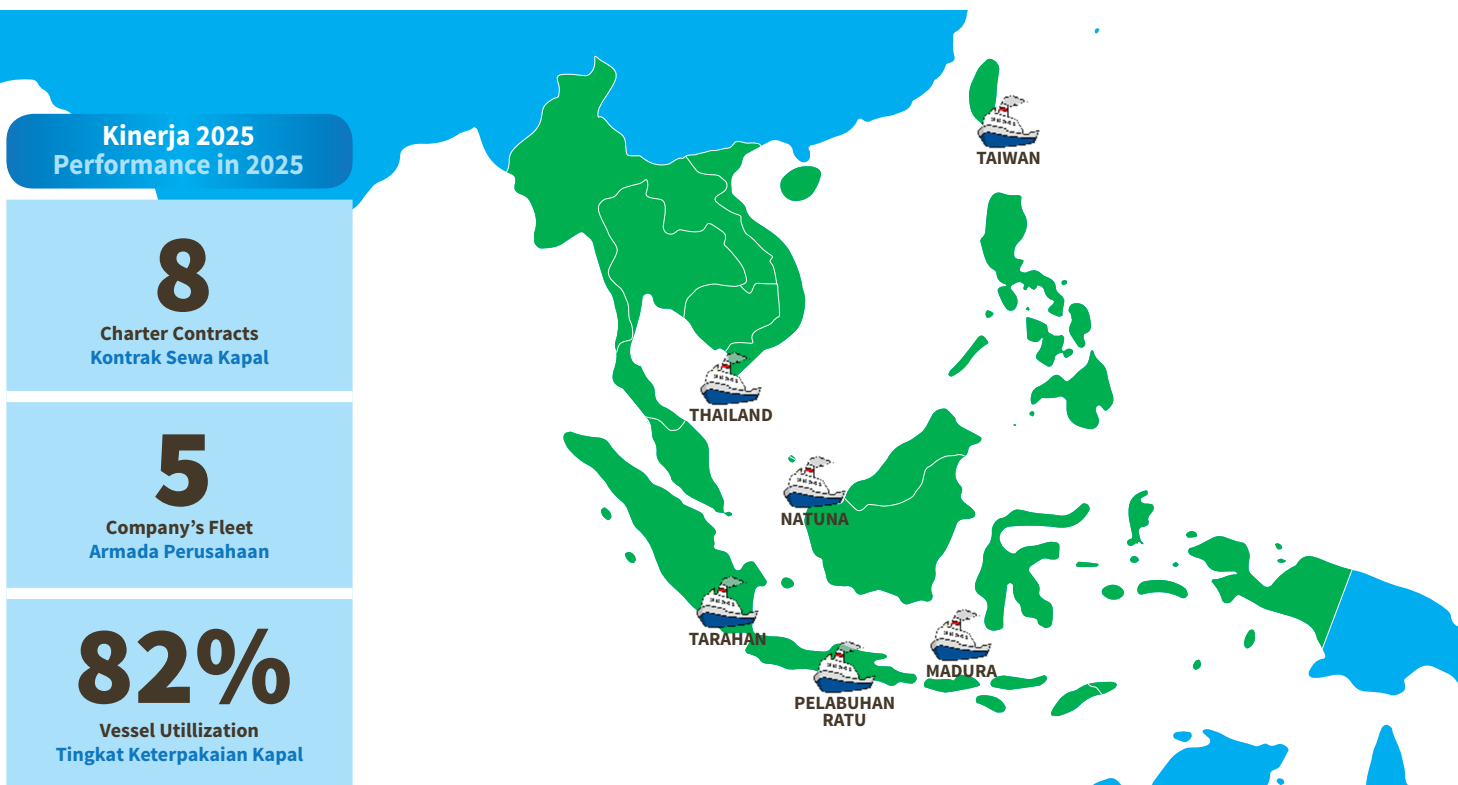 Kinerja 2025
Performance in 2025
8
Charter Contracts
Kontrak Sewa Kapal
5
Company’s Fleet
Armada Perusahaan
82%
Vessel Utillization
Tingkat Keterpakaian Kapal
TAIWAN
THAILAND
NATUNA
TARAHAN
MADURA
PELABUHAN
RATU